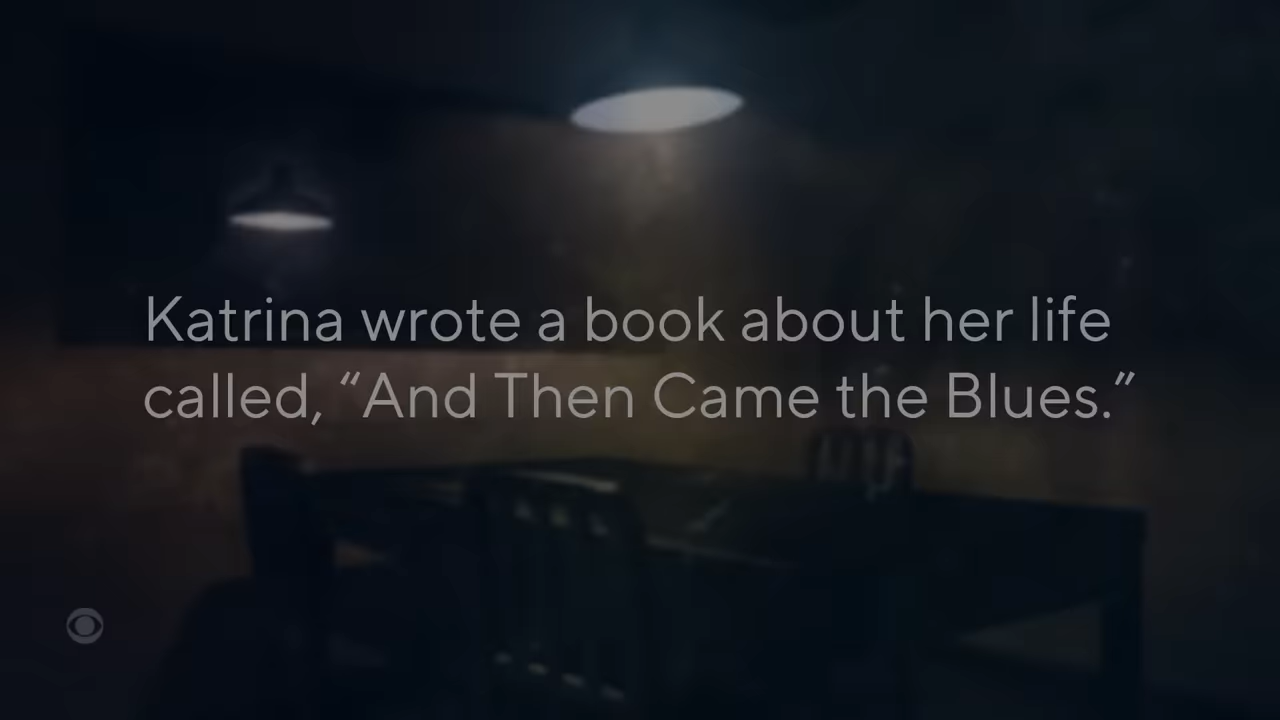 Katrina wrote a book about her life
called, “And Then Came the Blues.”